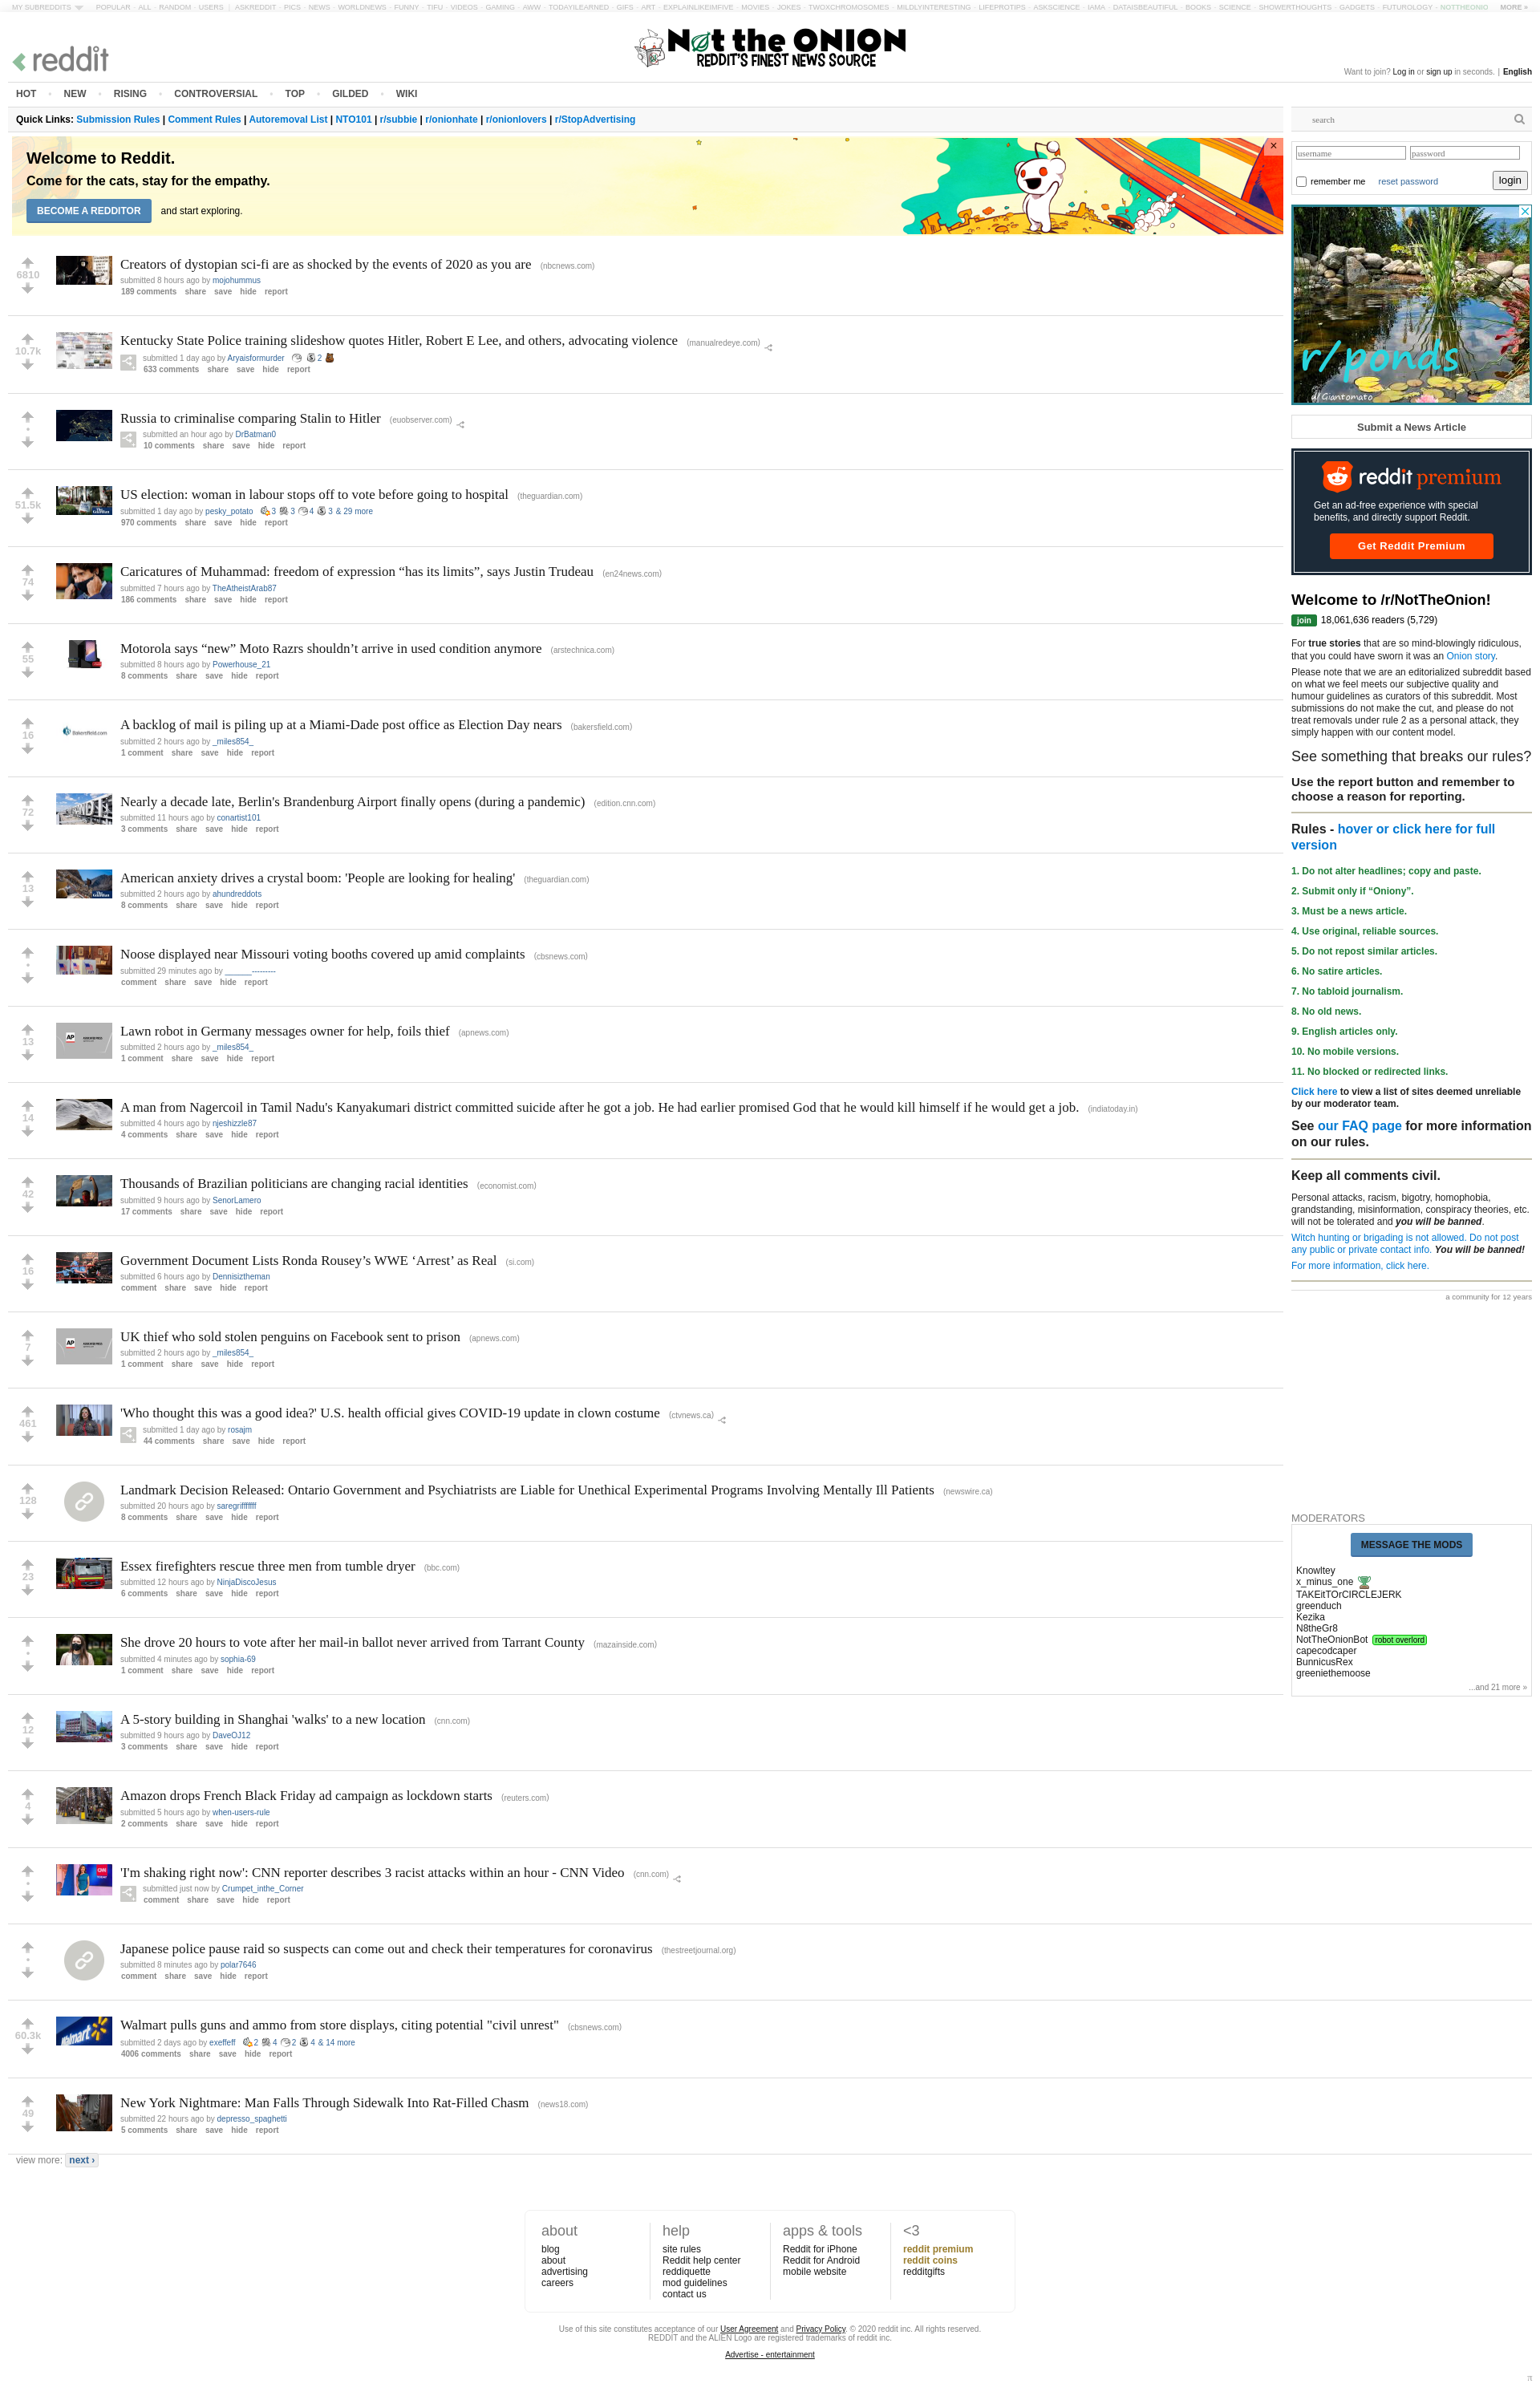 MY SUBREDDITS POPULAR - ALL - RANDOM - USERS | ASKREDDIT - PICS - NEWS - WORLDNEWS - FUNNY - TIFU - VIDEOS - GAMING - AWW - TODAYILEARNED - GIFS - ART - EXPLAINLIKEIMFIVE - MOVIES - JOKES - TWOXCHROMOSOMES - MILDLYINTERESTING - LIFEPROTIPS - ASKSCIENCE - IAMA - DATAISBEAUTIFUL - BOOKS - SCIENCE - SHOWERTHOUGHTS - GADGETS - FUTUROLOGY - NOTTHEONIO MORE »
reddit
Not the ONION
REDDIT'S FINEST NEWS SOURCE
Want to join? Log in or sign up in seconds. | English
HOT • NEW • RISING • CONTROVERSIAL • TOP • GILDED • WIKI
Quick Links: Submission Rules | Comment Rules | Autoremoval List | NTO101 | r/subbie | r/onionhate | r/onionlovers | r/StopAdvertising
Welcome to Reddit.
Come for the cats, stay for the empathy.
BECOME A REDDITOR and start exploring.
×
6810
Creators of dystopian sci-fi are as shocked by the events of 2020 as you are (nbcnews.com)
submitted 8 hours ago by mojohummus
189 comments share save hide report
10.7k
Kentucky State Police training slideshow quotes Hitler, Robert E Lee, and others, advocating violence (manualredeye.com)
submitted 1 day ago by Aryaisformurder 2
633 comments share save hide report
•
Russia to criminalise comparing Stalin to Hitler (euobserver.com)
submitted an hour ago by DrBatman0
10 comments share save hide report
51.5k
US election: woman in labour stops off to vote before going to hospital (theguardian.com)
submitted 1 day ago by pesky_potato 3 3 4 3 & 29 more
970 comments share save hide report
74
Caricatures of Muhammad: freedom of expression “has its limits”, says Justin Trudeau (en24news.com)
submitted 7 hours ago by TheAtheistArab87
186 comments share save hide report
55
Motorola says “new” Moto Razrs shouldn’t arrive in used condition anymore (arstechnica.com)
submitted 8 hours ago by Powerhouse_21
8 comments share save hide report
16
Bakersfield.com
A backlog of mail is piling up at a Miami-Dade post office as Election Day nears (bakersfield.com)
submitted 2 hours ago by _miles854_
1 comment share save hide report
72
Nearly a decade late, Berlin's Brandenburg Airport finally opens (during a pandemic) (edition.cnn.com)
submitted 11 hours ago by conartist101
3 comments share save hide report
13
American anxiety drives a crystal boom: 'People are looking for healing' (theguardian.com)
submitted 2 hours ago by ahundreddots
8 comments share save hide report
•
Noose displayed near Missouri voting booths covered up amid complaints (cbsnews.com)
submitted 29 minutes ago by
comment share save hide report
13
AP
Lawn robot in Germany messages owner for help, foils thief (apnews.com)
submitted 2 hours ago by _miles854_
1 comment share save hide report
14
A man from Nagercoil in Tamil Nadu's Kanyakumari district committed suicide after he got a job. He had earlier promised God that he would kill himself if he would get a job. (indiatoday.in)
submitted 4 hours ago by njeshizzle87
4 comments share save hide report
42
Thousands of Brazilian politicians are changing racial identities (economist.com)
submitted 9 hours ago by SenorLamero
17 comments share save hide report
16
Government Document Lists Ronda Rousey’s WWE ‘Arrest’ as Real (si.com)
submitted 6 hours ago by Dennisiztheman
comment share save hide report
7
AP
UK thief who sold stolen penguins on Facebook sent to prison (apnews.com)
submitted 2 hours ago by _miles854_
1 comment share save hide report
461
'Who thought this was a good idea?' U.S. health official gives COVID-19 update in clown costume (ctvnews.ca)
submitted 1 day ago by rosajm
44 comments share save hide report
128
Landmark Decision Released: Ontario Government and Psychiatrists are Liable for Unethical Experimental Programs Involving Mentally Ill Patients (newswire.ca)
submitted 20 hours ago by
8 comments share save hide report
23
Essex firefighters rescue three men from tumble dryer (bbc.com)
submitted 12 hours ago by NinjaDiscoJesus
6 comments share save hide report
•
She drove 20 hours to vote after her mail-in ballot never arrived from Tarrant County (mazainside.com)
submitted 4 minutes ago by sophia-69
1 comment share save hide report
12
A 5-story building in Shanghai 'walks' to a new location (cnn.com)
submitted 9 hours ago by DaveOJ12
3 comments share save hide report
4
Amazon drops French Black Friday ad campaign as lockdown starts (reuters.com)
submitted 5 hours ago by when-users-rule
2 comments share save hide report
•
'I'm shaking right now': CNN reporter describes 3 racist attacks within an hour - CNN Video (cnn.com)
submitted just now by Crumpet_inthe_Corner
comment share save hide report
•
Japanese police pause raid so suspects can come out and check their temperatures for coronavirus (thestreetjournal.org)
submitted 8 minutes ago by polar7646
comment share save hide report
60.3k
Walmart
Walmart pulls guns and ammo from store displays, citing potential "civil unrest" (cbsnews.com)
submitted 2 days ago by exeffeff 2 4 2 4 & 14 more
4006 comments share save hide report
49
New York Nightmare: Man Falls Through Sidewalk Into Rat-Filled Chasm (news18.com)
submitted 22 hours ago by depresso_spaghetti
5 comments share save hide report
view more: next ›
search
username password
remember me reset password login
r/ponds
u/Giantomato
Submit a News Article
reddit premium
Get an ad-free experience with special
benefits, and directly support Reddit.
Get Reddit Premium
Welcome to /r/NotTheOnion!
join 18,061,636 readers (5,729)
For true stories that are so mind-blowingly ridiculous,
that you could have sworn it was an Onion story.
Please note that we are an editorialized subreddit based
on what we feel meets our subjective quality and
humour guidelines as curators of this subreddit. Most
submissions do not make the cut, and please do not
treat removals under rule 2 as a personal attack, they
simply happen with our content model.
See something that breaks our rules?
Use the report button and remember to
choose a reason for reporting.
Rules - hover or click here for full
version
1. Do not alter headlines; copy and paste.
2. Submit only if “Oniony”.
3. Must be a news article.
4. Use original, reliable sources.
5. Do not repost similar articles.
6. No satire articles.
7. No tabloid journalism.
8. No old news.
9. English articles only.
10. No mobile versions.
11. No blocked or redirected links.
Click here to view a list of sites deemed unreliable
by our moderator team.
See our FAQ page for more information
on our rules.
Keep all comments civil.
Personal attacks, racism, bigotry, homophobia,
grandstanding, misinformation, conspiracy theories, etc.
will not be tolerated and you will be banned.
Witch hunting or brigading is not allowed. Do not post
any public or private contact info. You will be banned!
For more information, click here.
a community for 12 years
MODERATORS
MESSAGE THE MODS
Knowltey
x_minus_one
TAKEitTOrCIRCLEJERK
greenduch
Kezika
N8theGr8
NotTheOnionBot robot overlord
capecodcaper
BunnicusRex
greeniethemoose
...and 21 more »
about
blog
about
advertising
careers
help
site rules
Reddit help center
reddiquette
mod guidelines
contact us
apps & tools
Reddit for iPhone
Reddit for Android
mobile website
<3
reddit premium
reddit coins
redditgifts
Use of this site constitutes acceptance of our User Agreement and Privacy Policy. © 2020 reddit inc. All rights reserved.
REDDIT and the ALIEN Logo are registered trademarks of reddit inc.
Advertise - entertainment
π